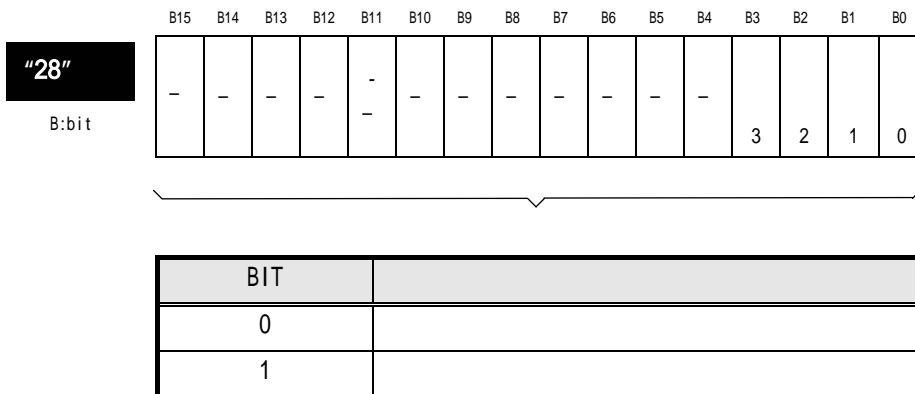 B15 B14 B13 B12 B11 B10 B9 B8 B7 B6 B5 B4 B3 B2 B1 B0
"28"
-
– – – – – – – – – – – –
B:bit
3 2 1 0
BIT
0
1